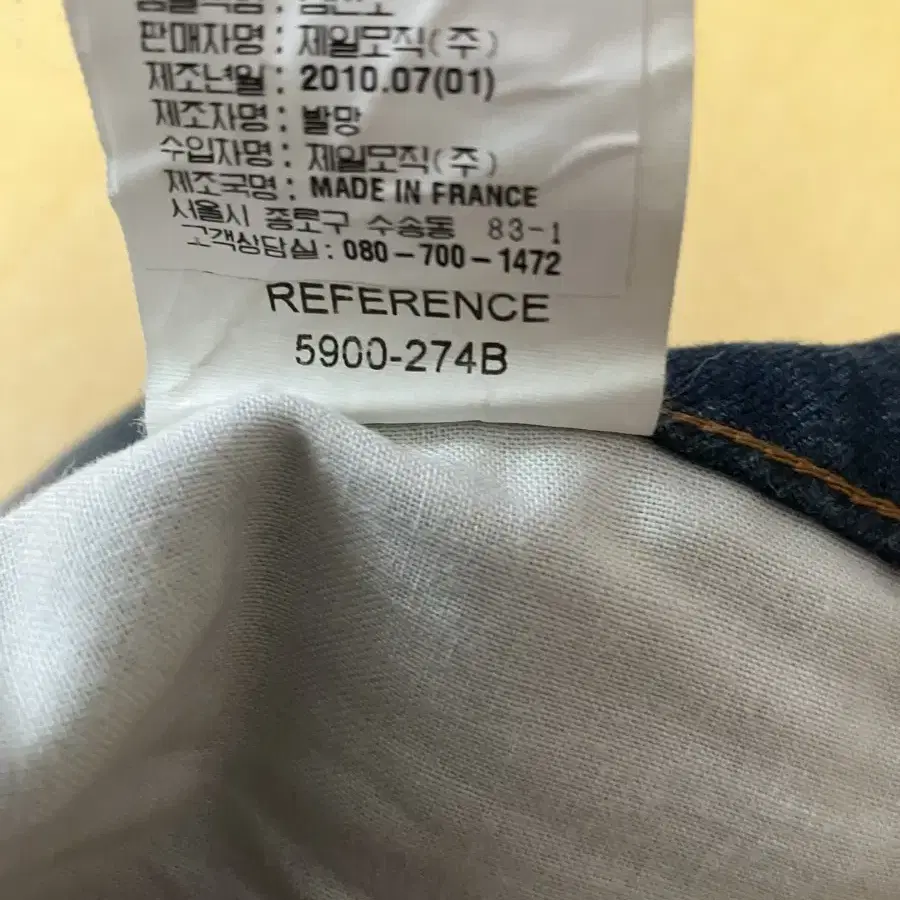 판매자명 : 제일모직(주)
제조년월 : 2010.07(01)
제조자명 : 발망
수입자명 : 제일모직(주)
제조국명 : MADE IN FRANCE
서울시 종로구 수송동 83-1
고객상담실 : 080-700-1472
REFERENCE
5900-274B